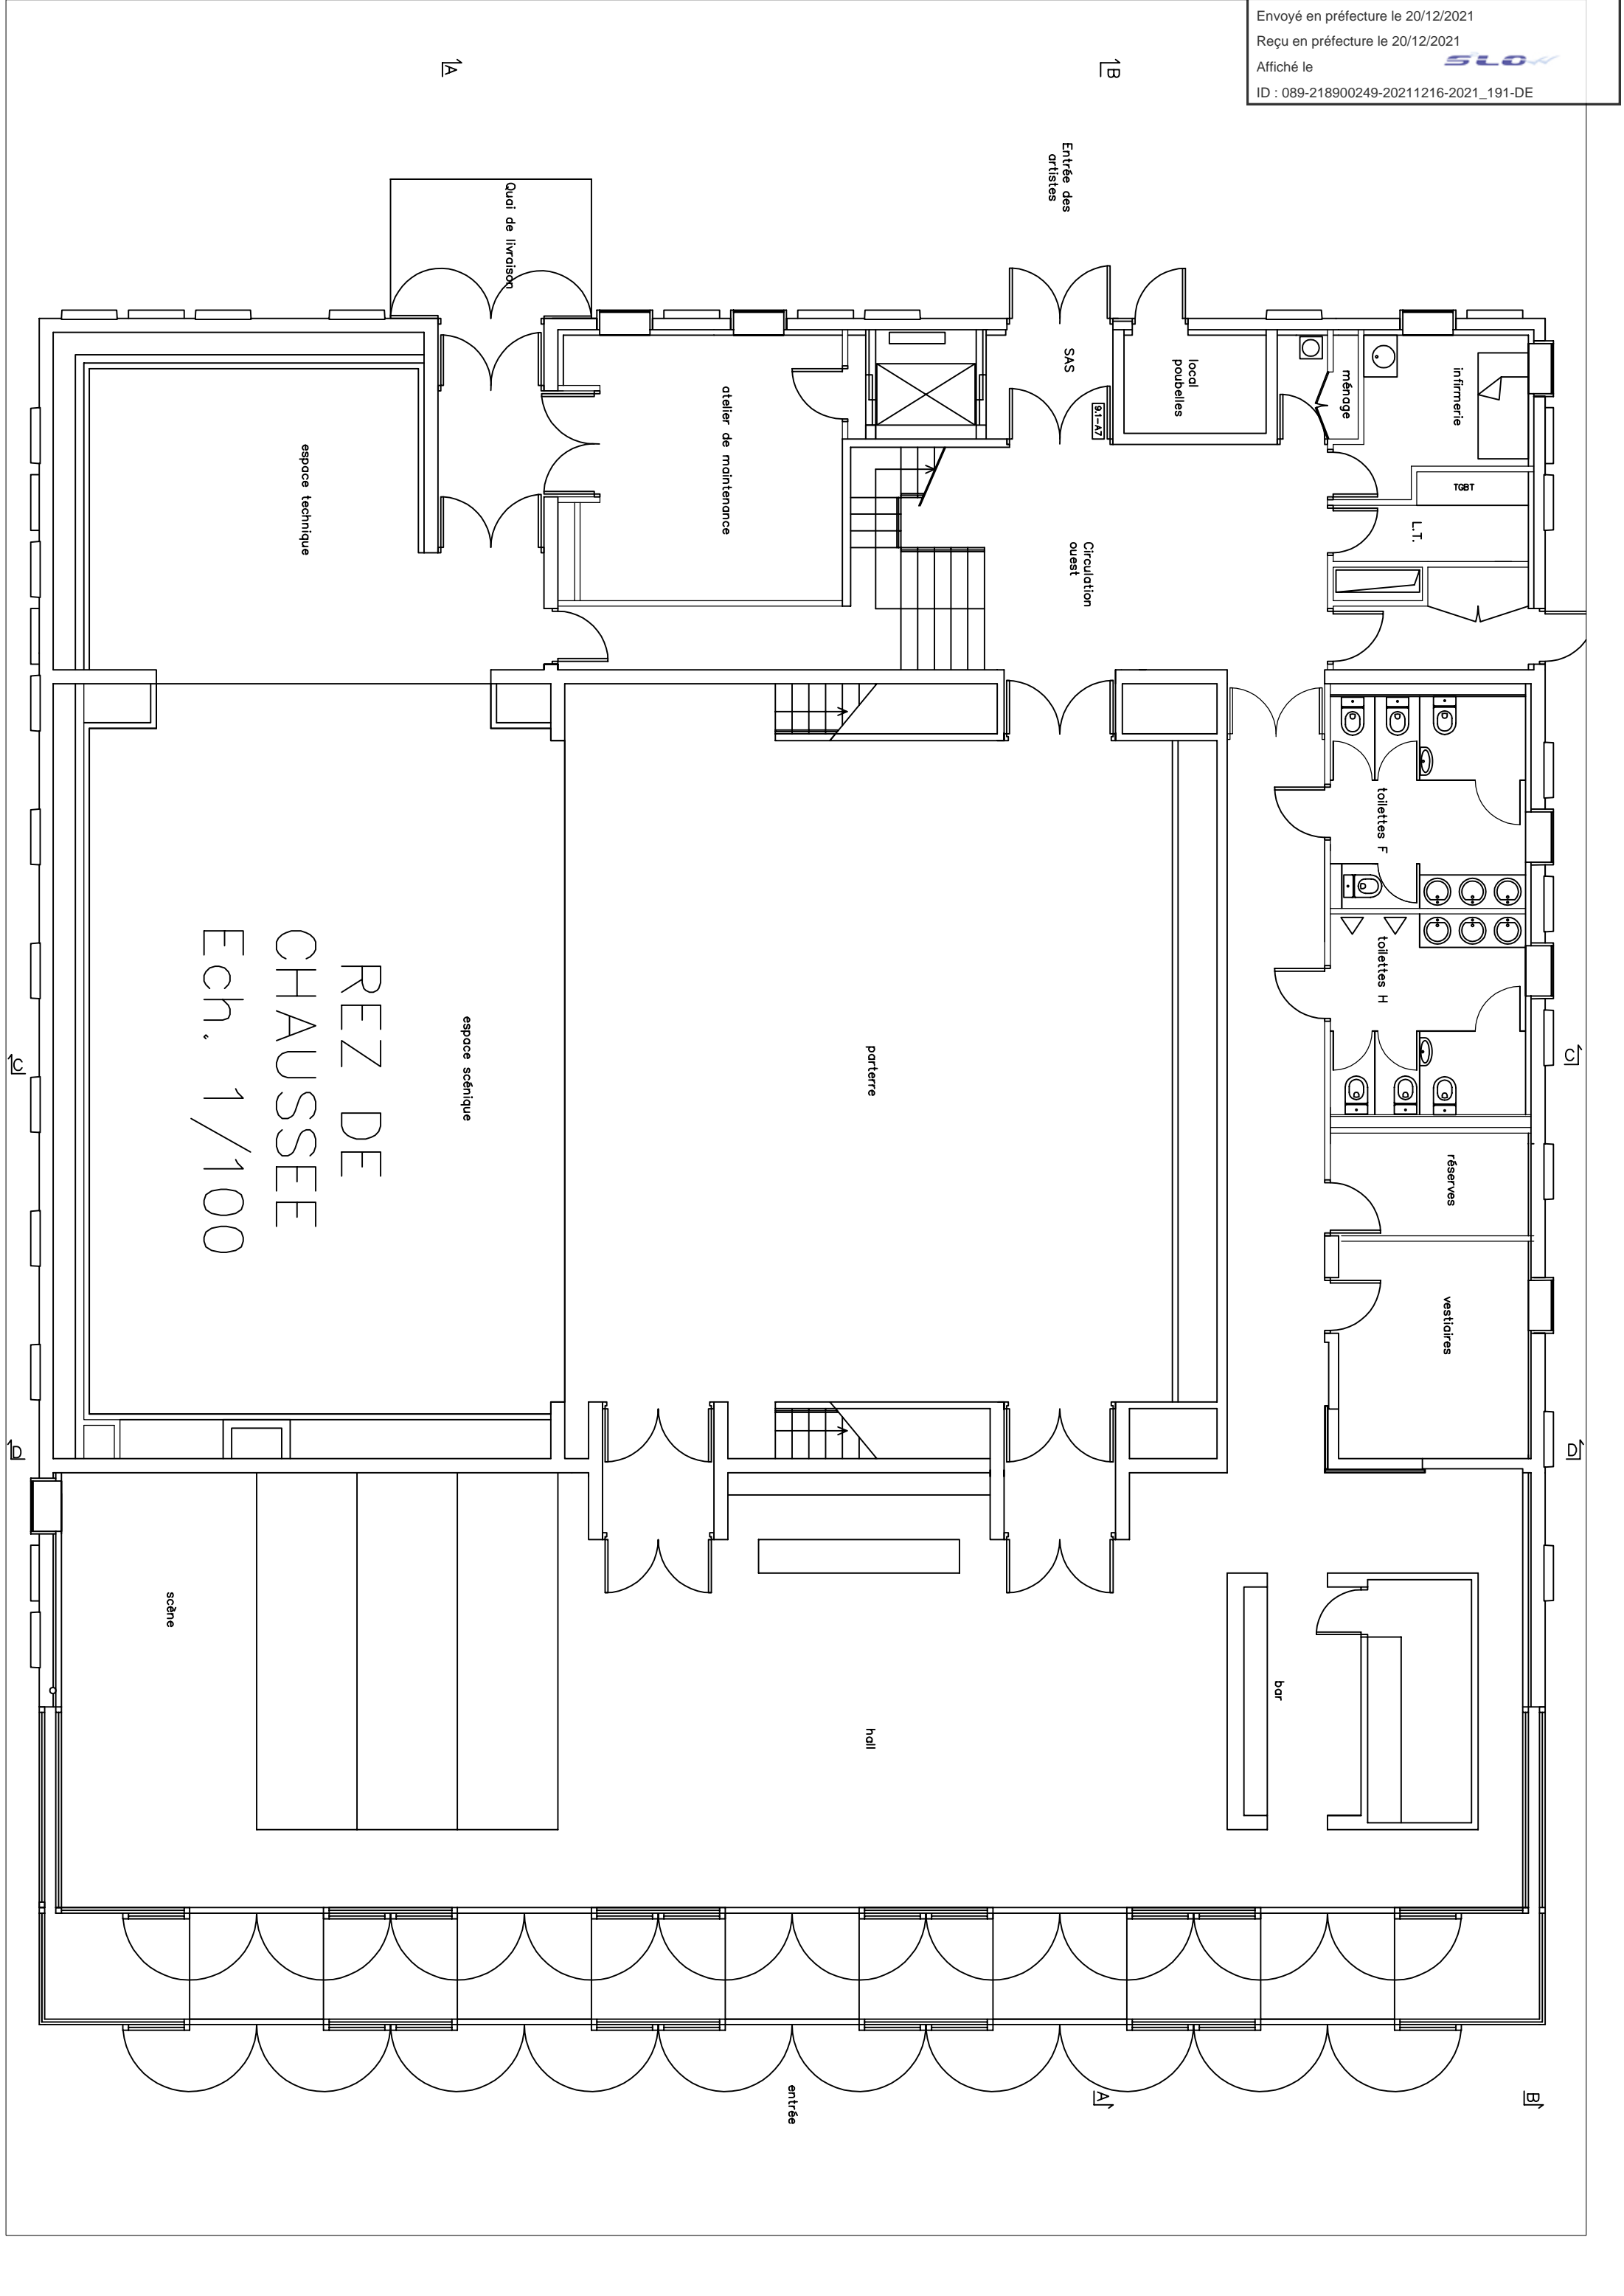 Envoyé en préfecture le 20/12/2021
Reçu en préfecture le 20/12/2021
Affiché le
SLOW
ID : 089-218900249-20211216-2021_191-DE
A
B
Entrée des
artistes
Quai de livraison
SAS
local
poubelles
ménage
infirmerie
9.1-A7
TGBT
L.T.
atelier de maintenance
espace technique
Circulation
ouest
toilettes F
toilettes H
REZ DE
CHAUSSEE
Ech. 1/100
espace scénique
parterre
C
C
réserves
vestiaires
D
D
scène
hall
bar
entrée
A
B